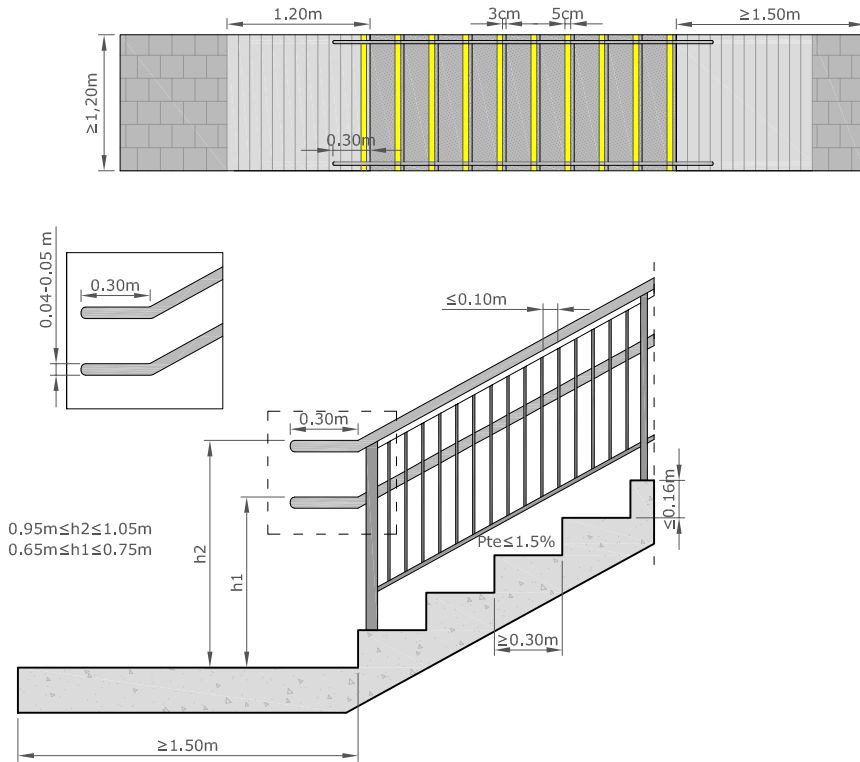 1.20m
3cm
5cm
≥1.50m
≥1,20m
0.30m
0.04-0.05 m
0.30m
≤0.10m
0.30m
≤0.16m
0.95m≤h2≤1.05m
0.65m≤h1≤0.75m
h2
h1
Pte≤1.5%
≥0.30m
≥1.50m